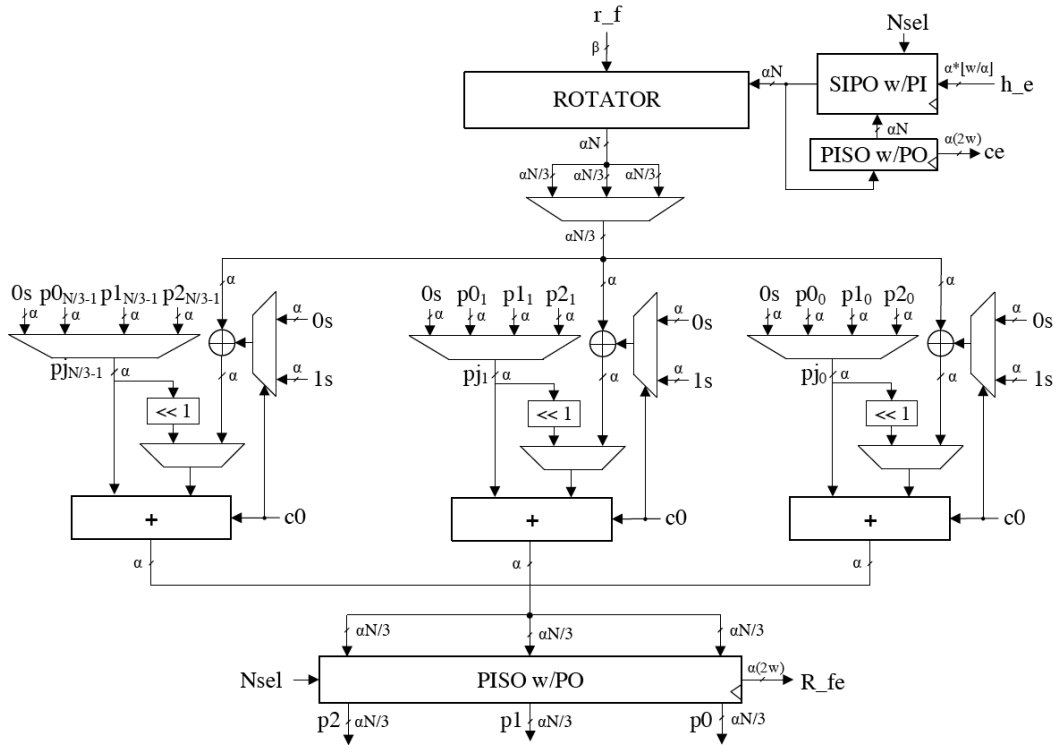 r_f
Nsel
β
αN
α*⌊w/α⌋
ROTATOR
SIPO w/PI
h_e
αN
αN
α(2w)
PISO w/PO
ce
αN/3 αN/3 αN/3
αN/3
α α α
0s p0N/3-1 p1N/3-1 p2N/3-1
0s p01 p11 p21
0s p00 p10 p20
α α α α α 0s
α α α α α 0s
α α α α α 0s
pjN/3-1 α α α 1s
pj1 α α α 1s
pj0 α α α 1s
<< 1
<< 1
<< 1
+ c0
+ c0
+ c0
α α α
αN/3 αN/3 αN/3
Nsel PISO w/PO α(2w) R_fe
p2 αN/3 p1 αN/3 p0 αN/3